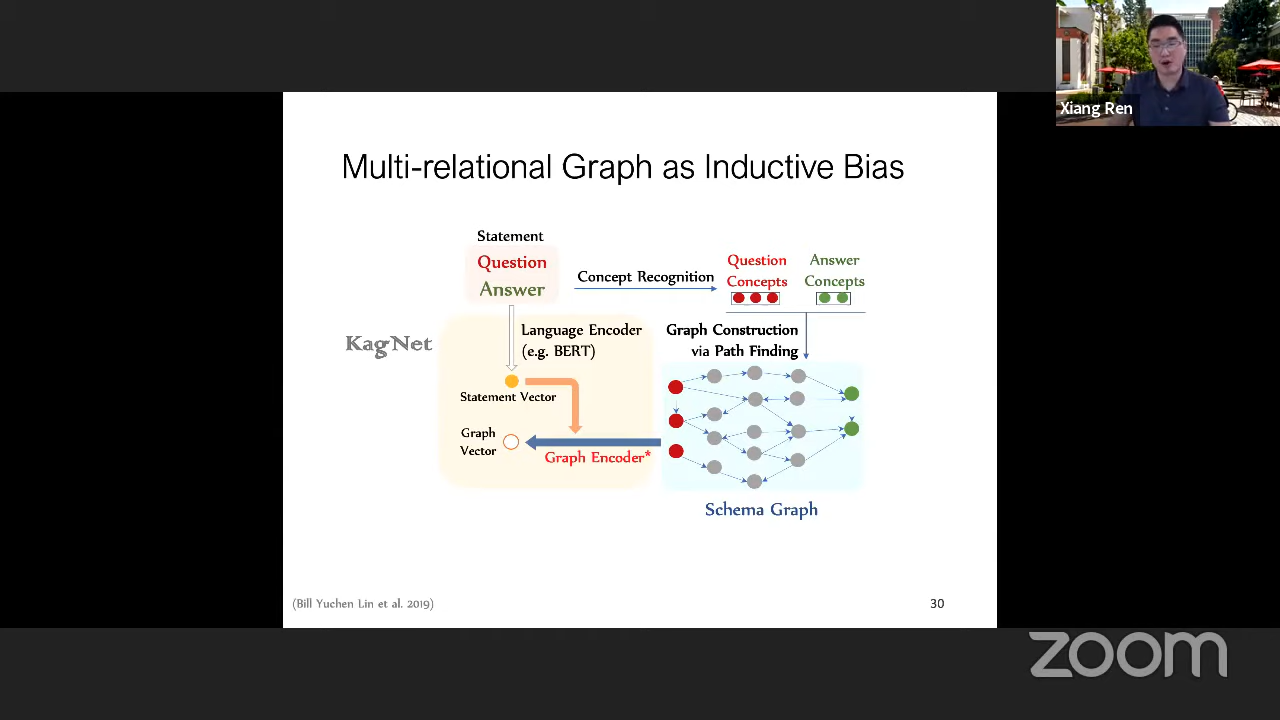 Xiang Ren
Multi-relational Graph as Inductive Bias
Statement
Question
Answer
Concept Recognition
Question
Concepts
Answer
Concepts
KagNet
Language Encoder
(e.g. BERT)
Graph Construction
via Path Finding
Statement Vector
Graph
Vector
Graph Encoder*
Schema Graph
(Bill Yuchen Lin et al. 2019)
30
zoom